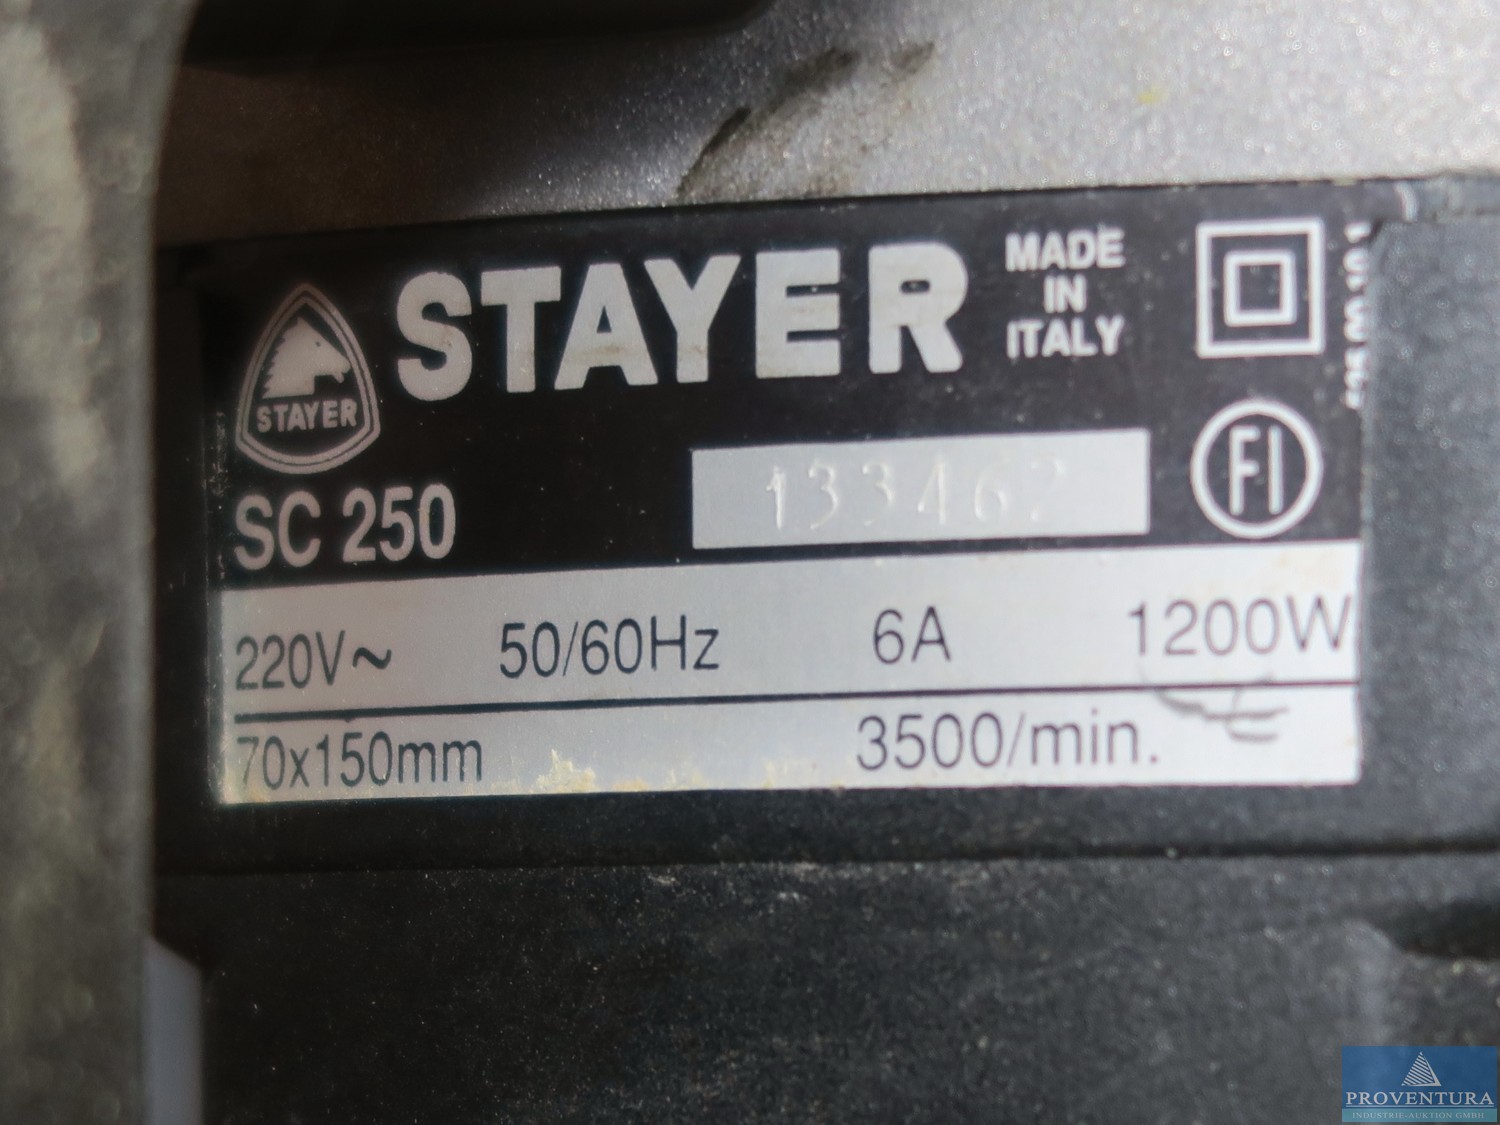 STAYER
MADE
IN
ITALY
STAYER
FI
133462
SC 250
220V~ 50/60Hz 6A 1200W
70x150mm 3500/min.
PROVENTURA
INDUSTRIE-AUKTION GMBH